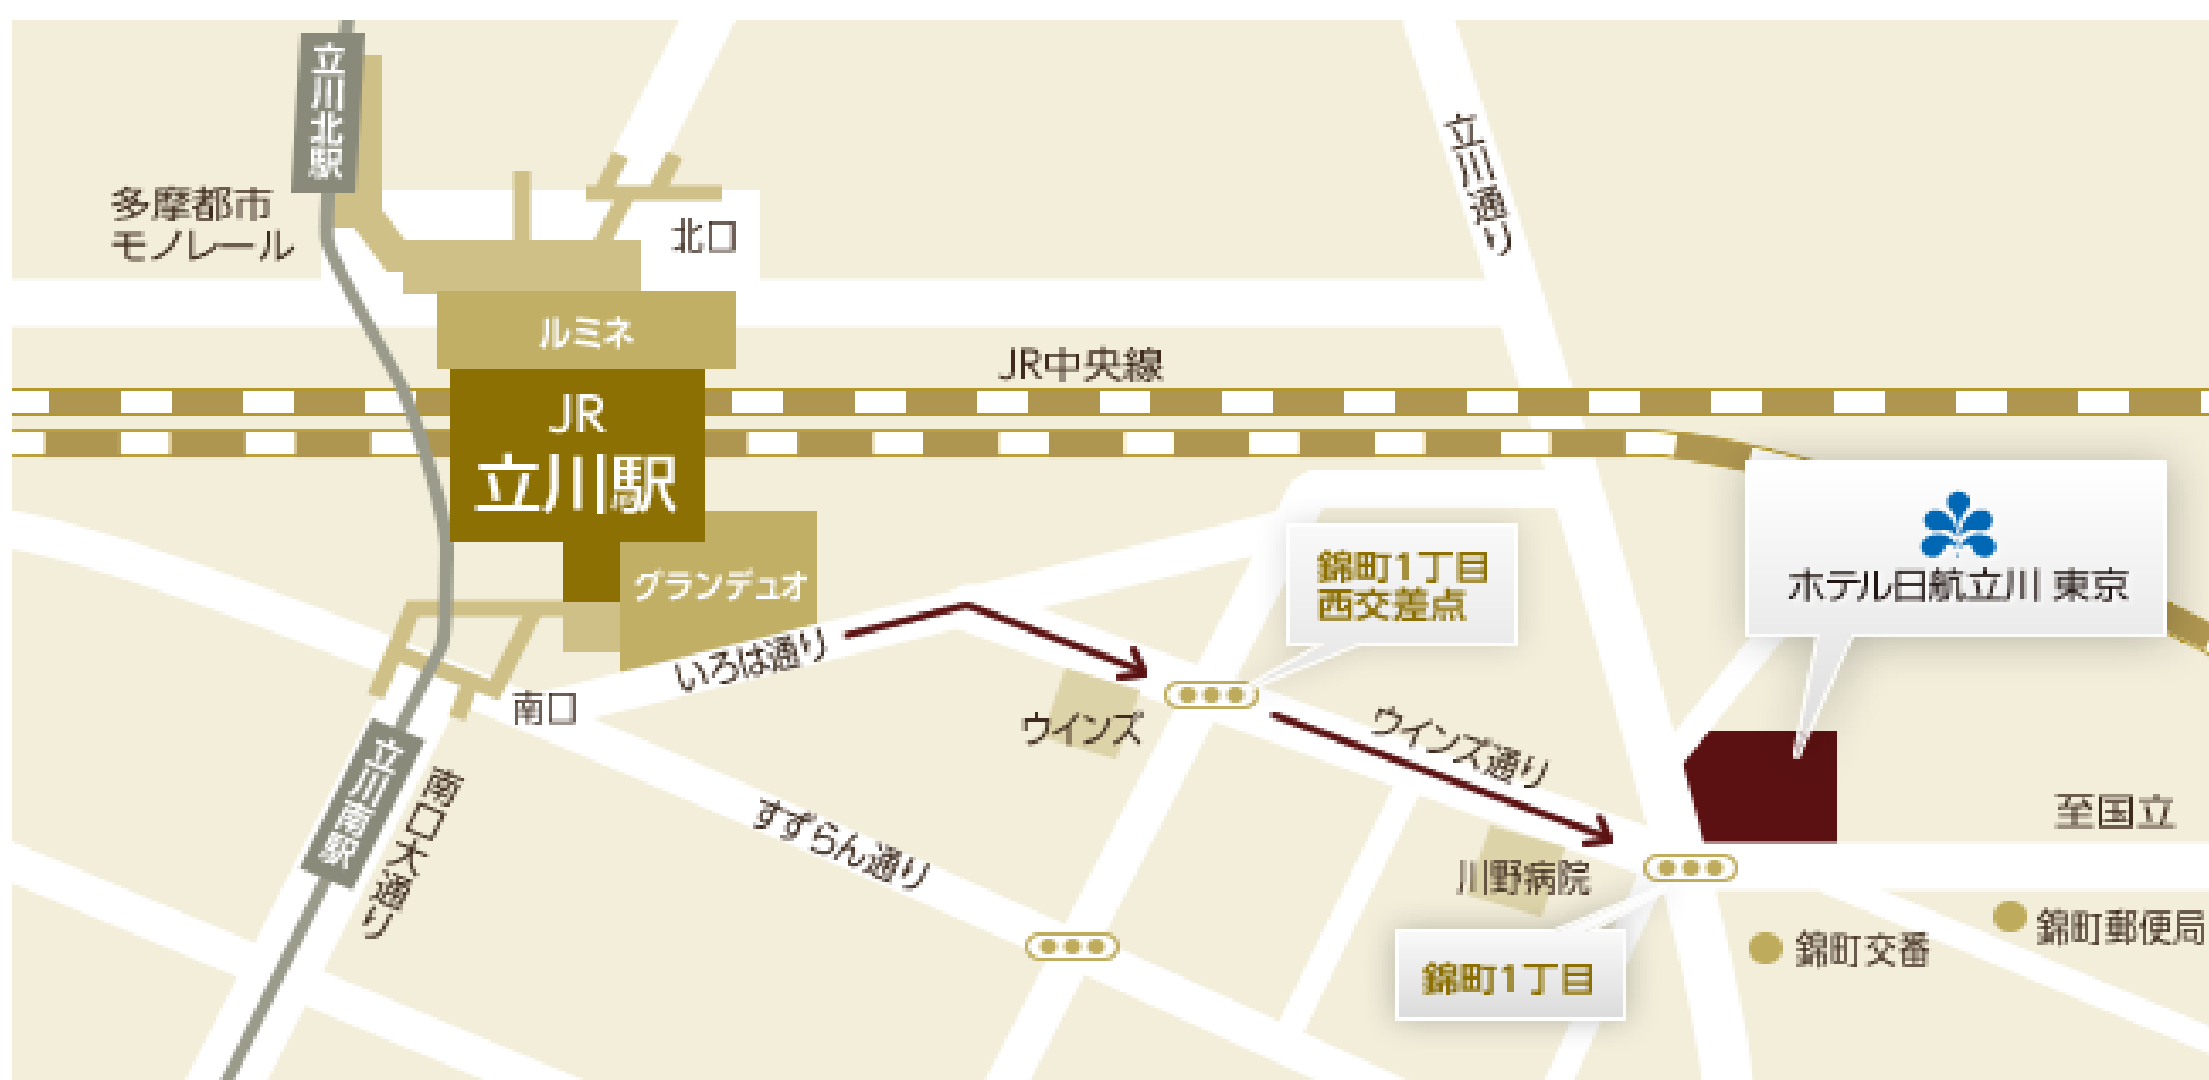 立川北駅
多摩都市
モノレール
北口
立川通り
ルミネ
JR中央線
JR
立川駅
グランデュオ
錦町1丁目
西交差点
ホテル日航立川 東京
いろは通り
南口
ウインズ
ウインズ通り
立川南駅
南口大通り
すずらん通り
至国立
川野病院
錦町交番
錦町郵便局
錦町1丁目